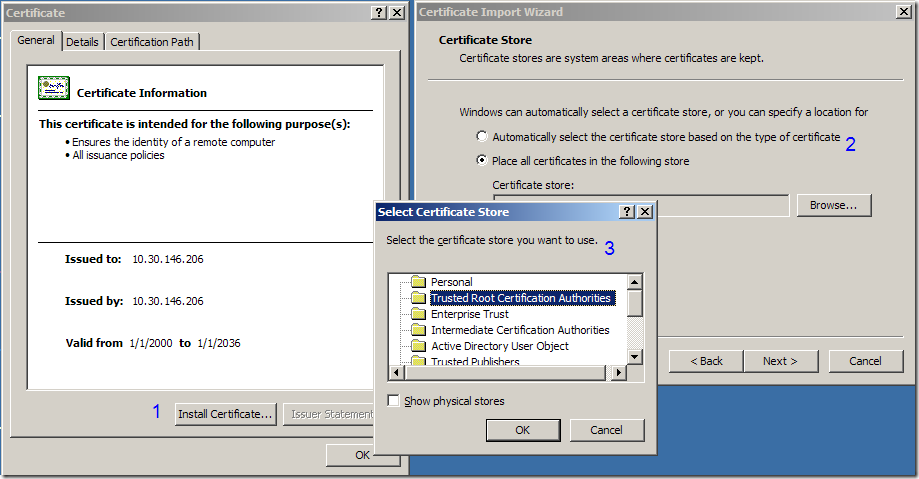 Certificate
General
Details
Certification Path
Certificate Information
This certificate is intended for the following purpose(s):
• Ensures the identity of a remote computer
• All issuance policies
Issued to: 10.30.146.206
Issued by: 10.30.146.206
Valid from 1/1/2000 to 1/1/2036
1
Install Certificate...
Issuer Statement
OK
Certificate Import Wizard
Certificate Store
Certificate stores are system areas where certificates are kept.
Windows can automatically select a certificate store, or you can specify a location for
Automatically select the certificate store based on the type of certificate
2
Place all certificates in the following store
Certificate store:
Browse...
< Back
Next >
Cancel
Select Certificate Store
Select the certificate store you want to use.
3
Personal
Trusted Root Certification Authorities
Enterprise Trust
Intermediate Certification Authorities
Active Directory User Object
Trusted Publishers
Show physical stores
OK
Cancel